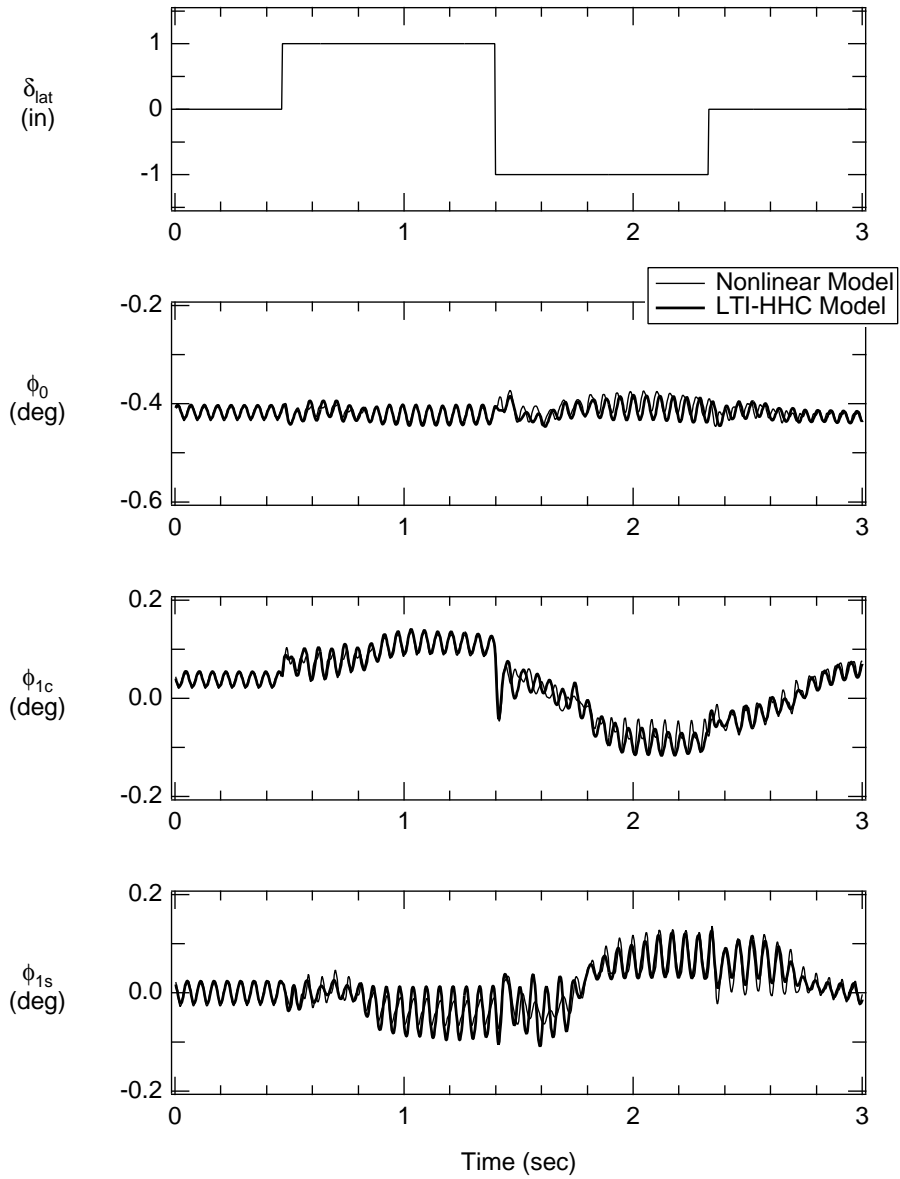 1
0
-1
δlat
(in)
0 1 2 3
Nonlinear Model
LTI-HHC Model
-0.2
-0.4
-0.6
ϕ0
(deg)
0 1 2 3
0.2
0.0
-0.2
ϕ1c
(deg)
0 1 2 3
0.2
0.0
-0.2
ϕ1s
(deg)
0 1 2 3
Time (sec)